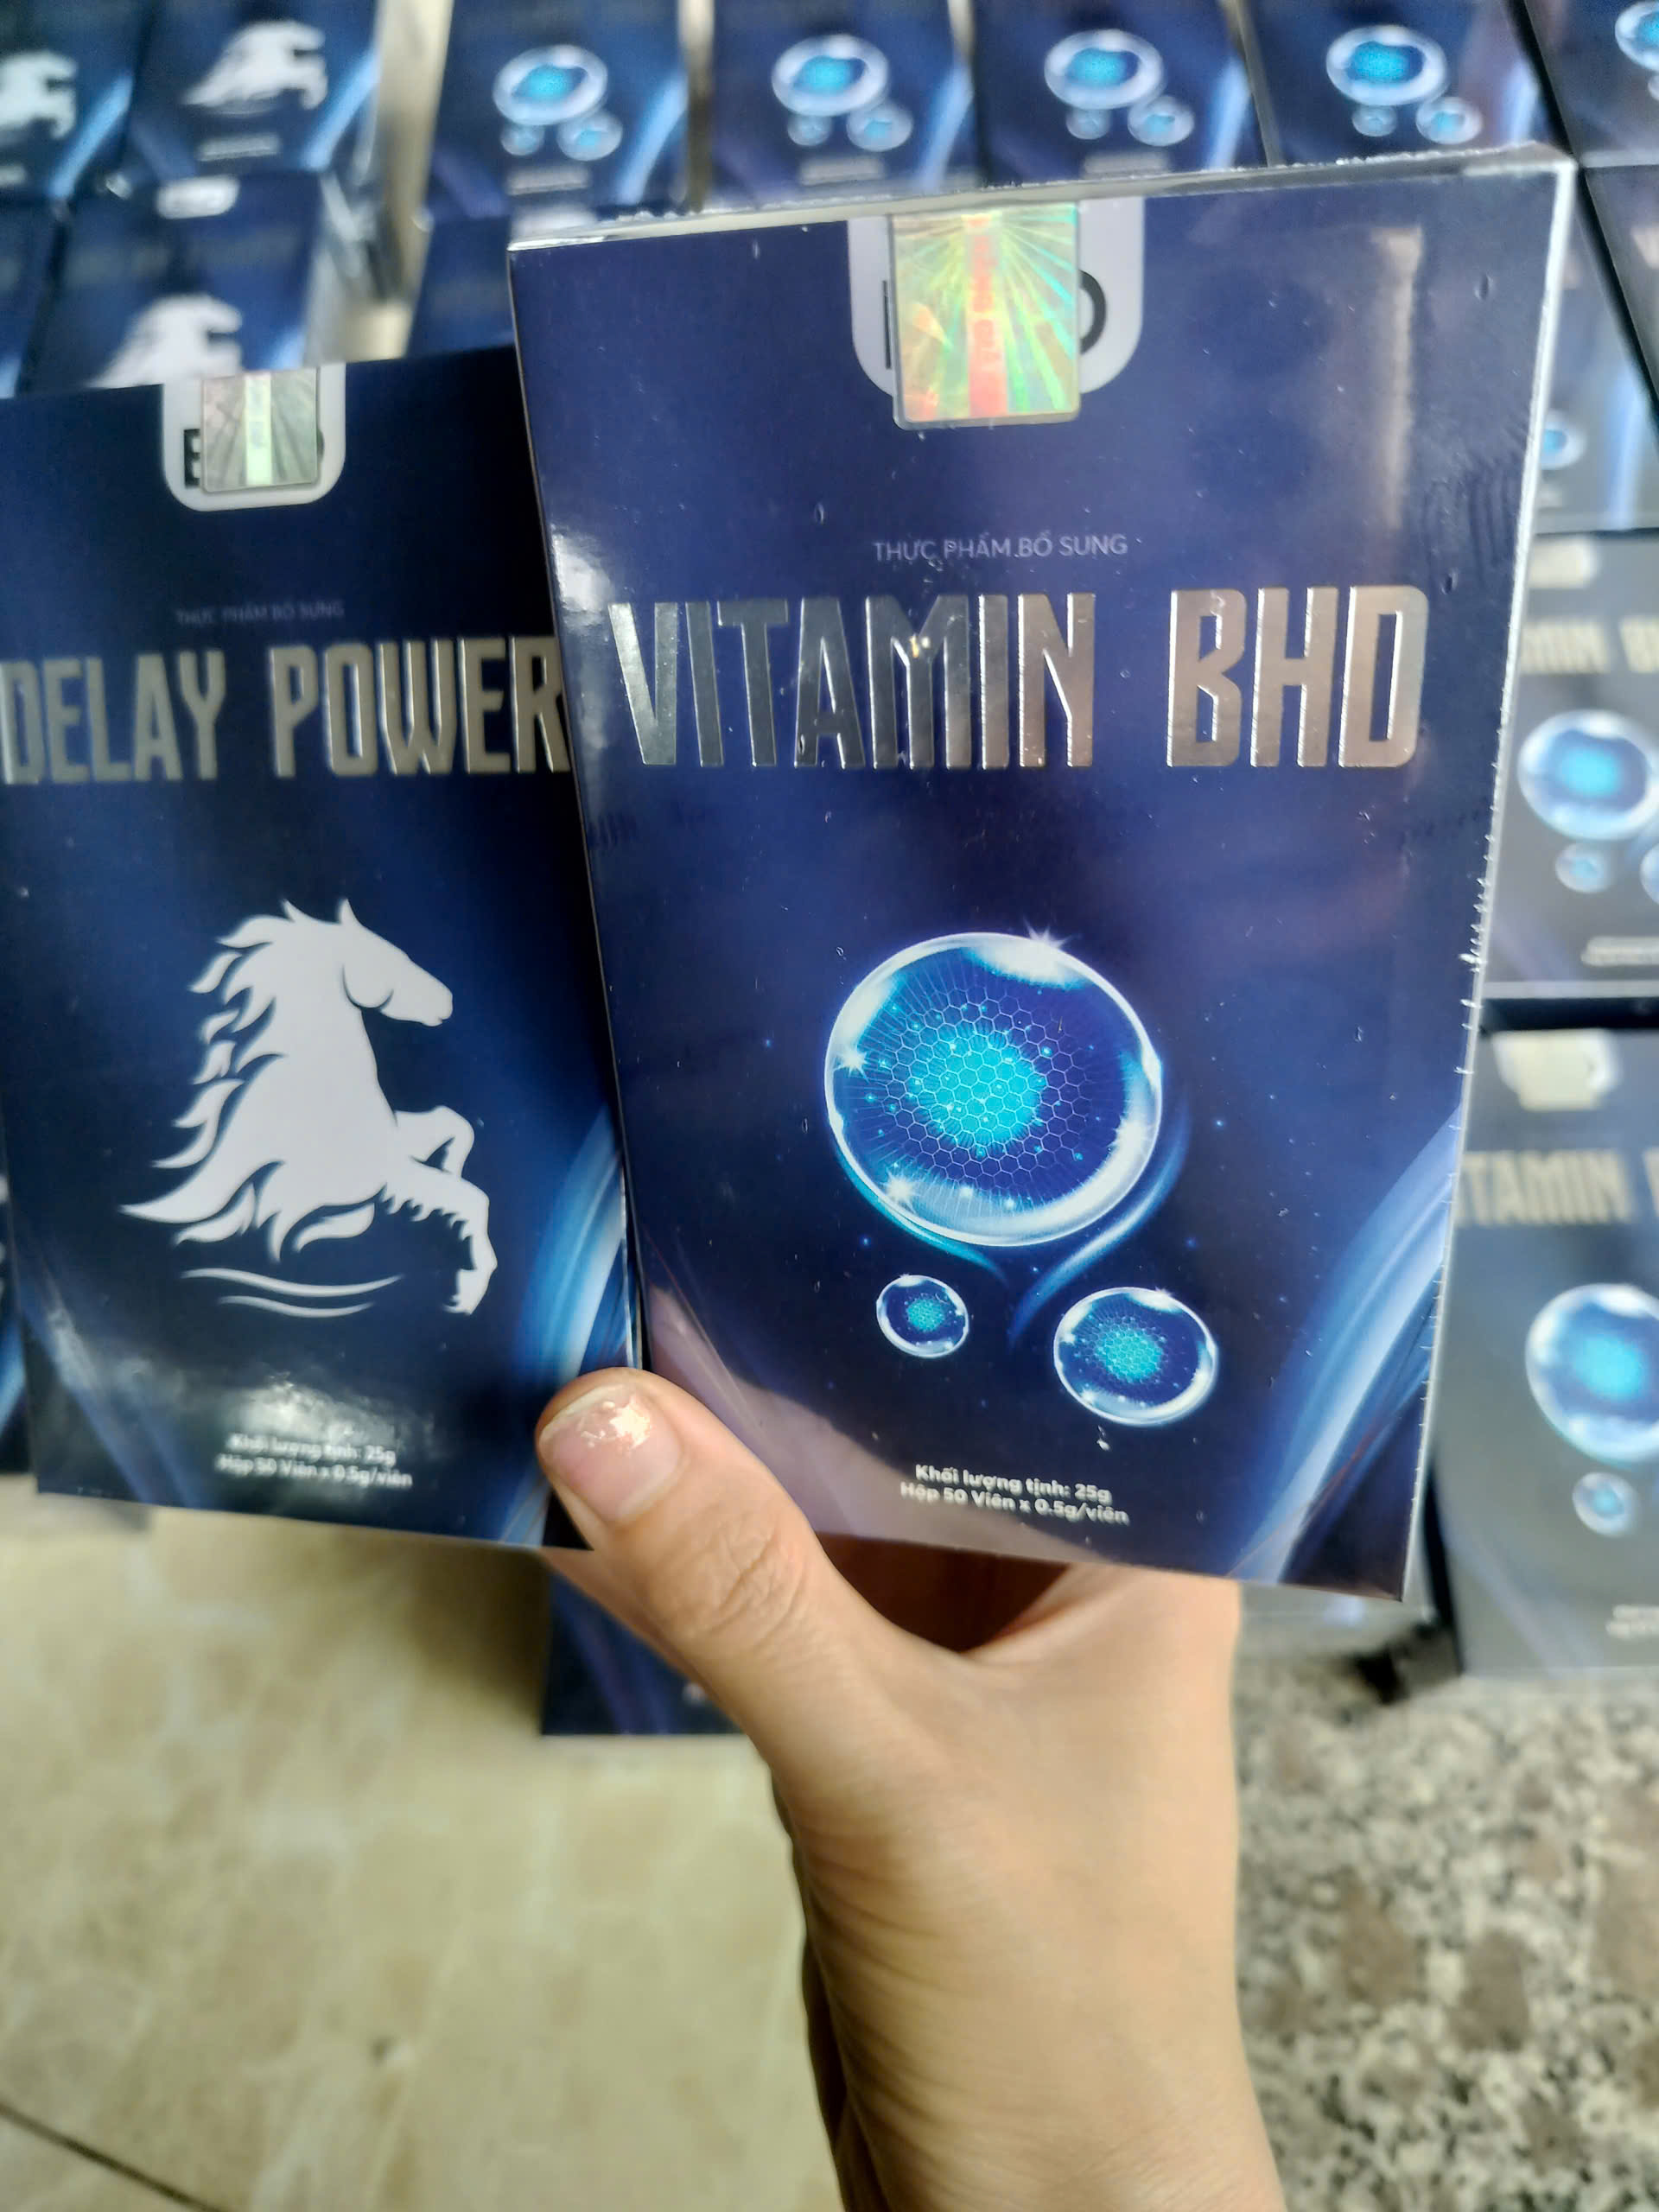 THỰC PHẨM BỔ SUNG
DELAY POWER
Khối lượng tịnh: 25g
Hộp 50 Viên x 0.5g/viên
THỰC PHẨM BỔ SUNG
VITAMIN BHD
Khối lượng tịnh: 25g
Hộp 50 Viên x 0.5g/viên